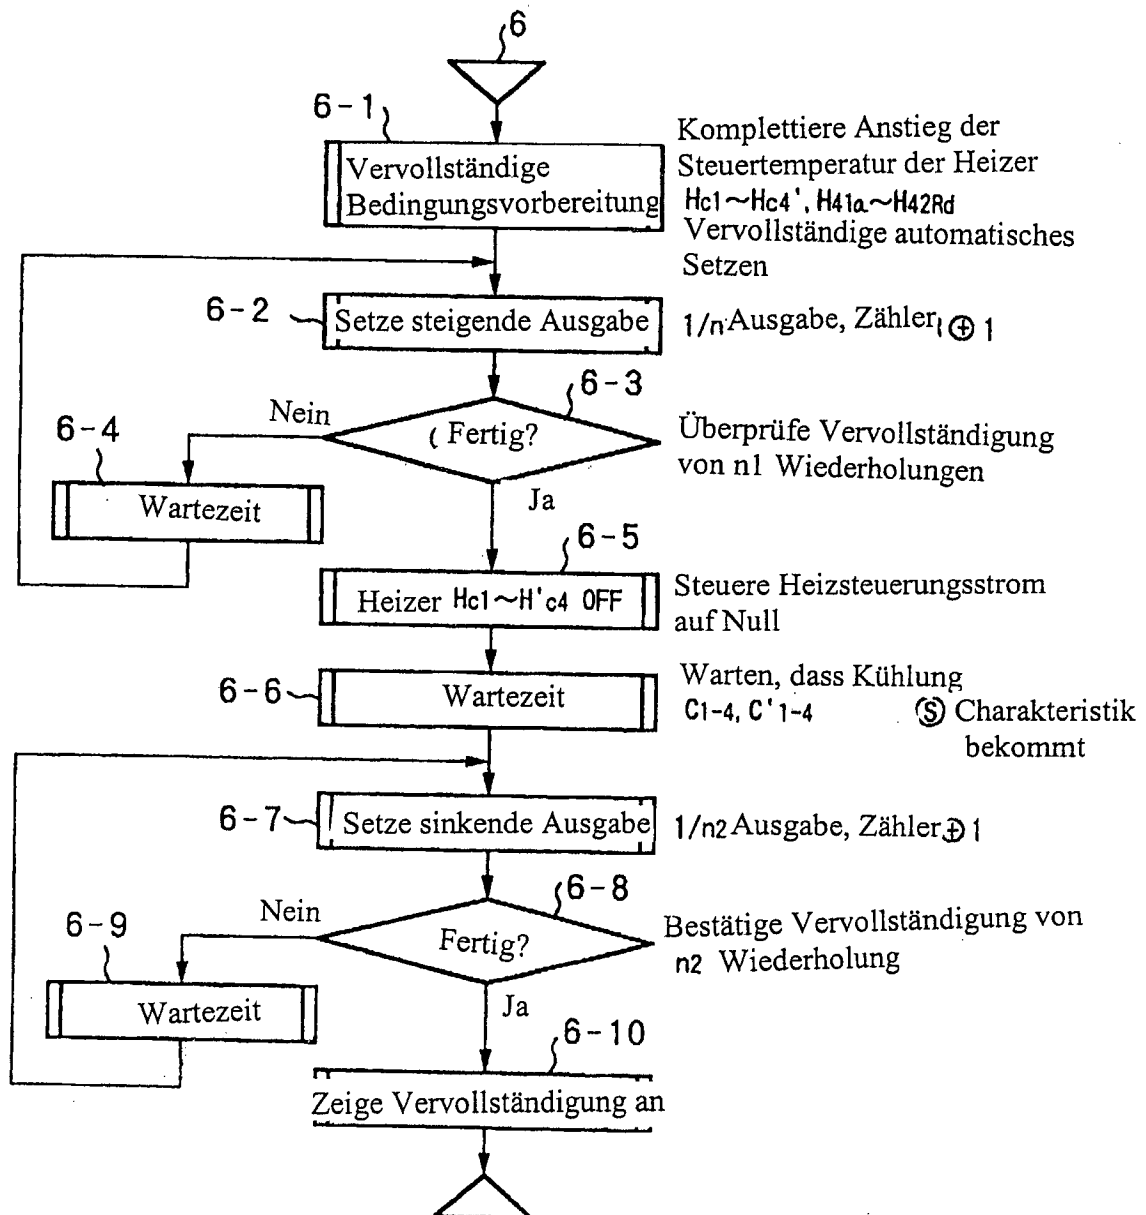 6
6-1
Vervollständige
Bedingungsvorbereitung
Komplettiere Anstieg der
Steuertemperatur der Heizer
Hc1~Hc4', H41a~H42Rd
Vervollständige automatisches
Setzen
6-2
Setze steigende Ausgabe
1/n Ausgabe, Zähler ⊕ 1
6-3
Nein
Fertig?
Überprüfe Vervollständigung
von n1 Wiederholungen
6-4
Wartezeit
Ja
6-5
Heizer Hc1~H'c4 OFF
Steuere Heizsteuerungsstrom
auf Null
6-6
Wartezeit
Warten, dass Kühlung
C1-4, C'1-4 Ⓢ Charakteristik
bekommt
6-7
Setze sinkende Ausgabe
1/n2 Ausgabe, Zähler ⊕ 1
6-8
Nein
Fertig?
Bestätige Vervollständigung von
n2 Wiederholung
6-9
Wartezeit
Ja
6-10
Zeige Vervollständigung an